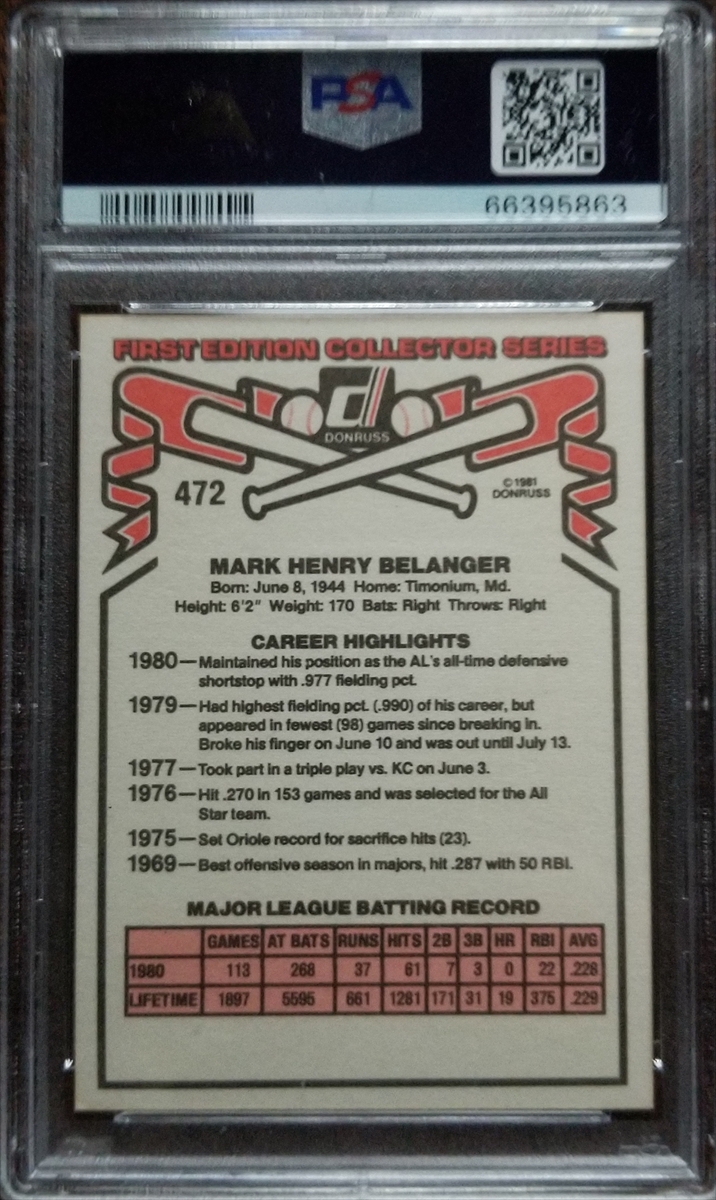 PSA
66395863
FIRST EDITION COLLECTOR SERIES
d
DONRUSS
472
© 1981
DONRUSS
MARK HENRY BELANGER
Born: June 8, 1944 Home: Timonium, Md.
Height: 6'2" Weight: 170 Bats: Right Throws: Right
CAREER HIGHLIGHTS
1980—Maintained his position as the AL's all-time defensive
shortstop with .977 fielding pct.
1979—Had highest fielding pct. (.990) of his career, but
appeared in fewest (98) games since breaking in.
Broke his finger on June 10 and was out until July 13.
1977—Took part in a triple play vs. KC on June 3.
1976—Hit .270 in 153 games and was selected for the All
Star team.
1975—Set Oriole record for sacrifice hits (23).
1969—Best offensive season in majors, hit .287 with 50 RBI.
MAJOR LEAGUE BATTING RECORD
GAMES AT BATS RUNS HITS 2B 3B HR RBI AVG
1980 113 268 37 61 7 3 0 22 .228
LIFETIME 1897 5595 661 1281 171 31 19 375 .229